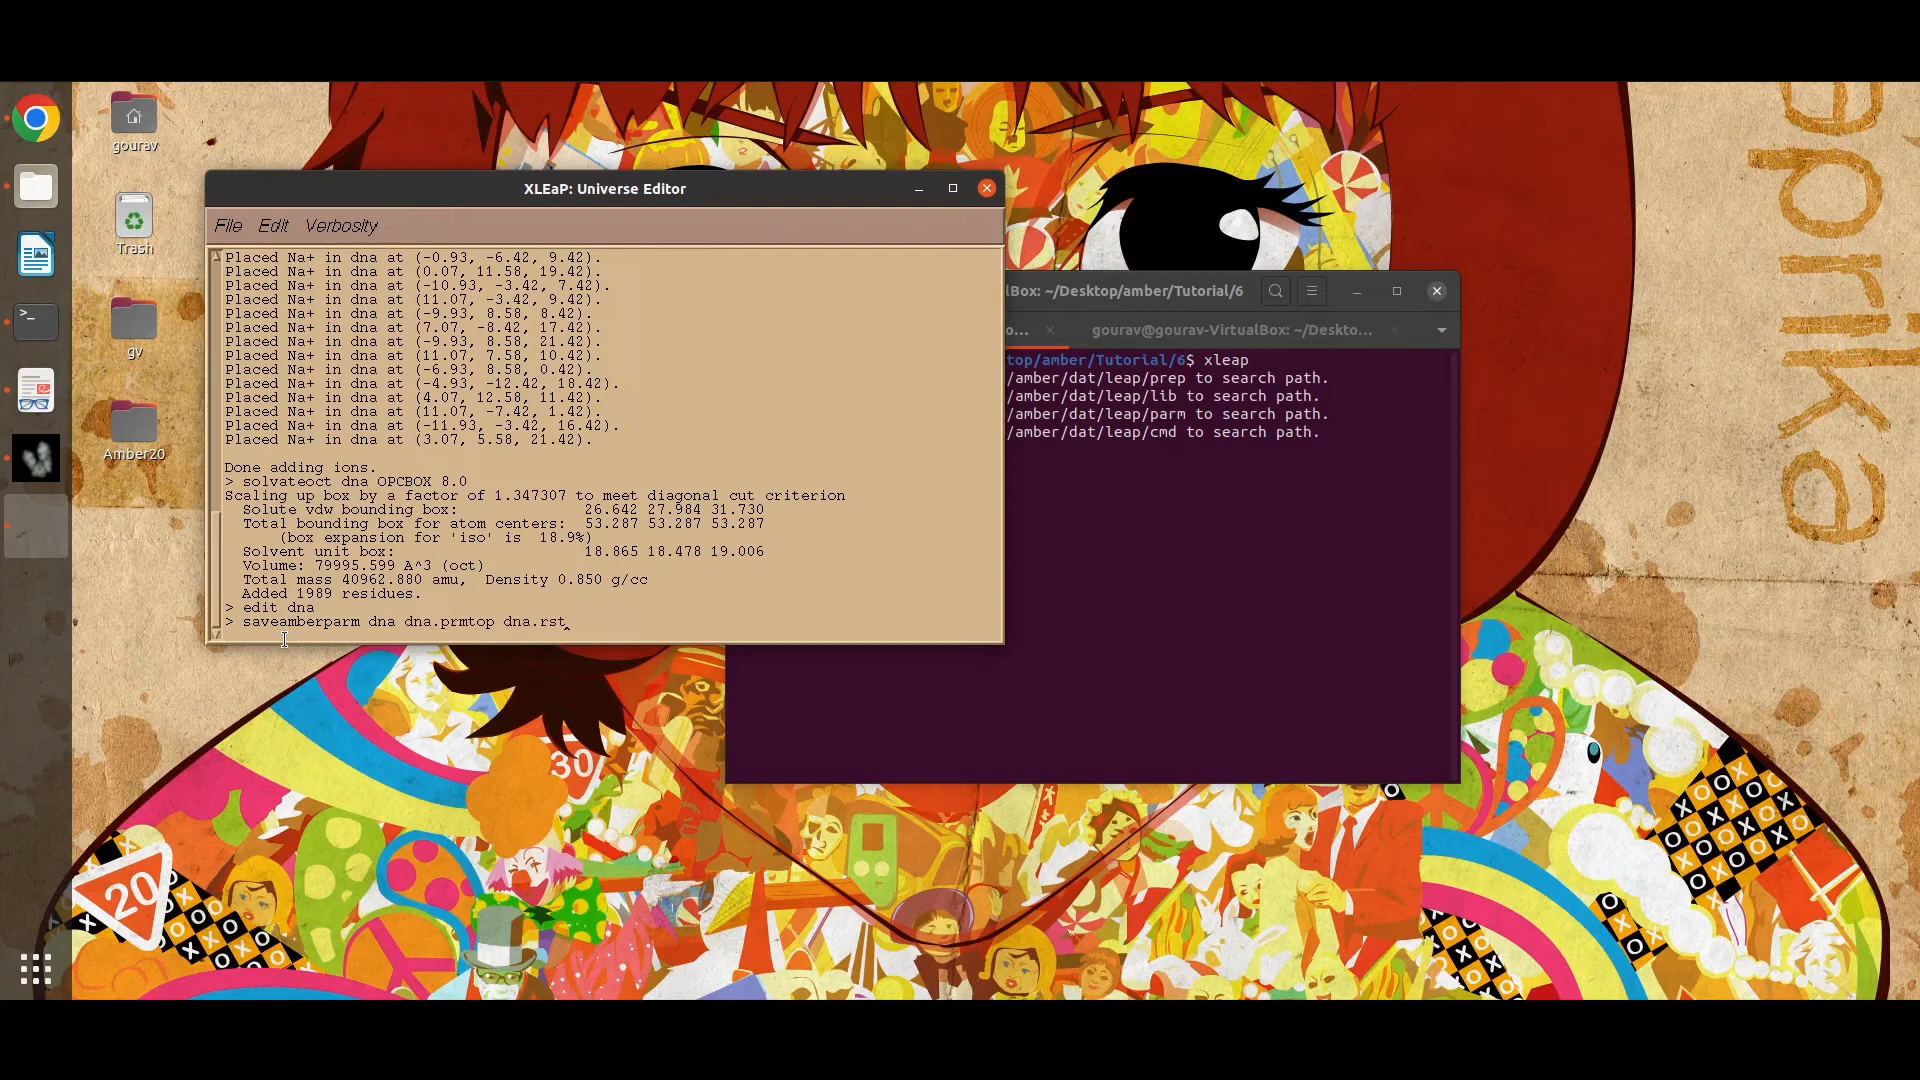 gourav
Trash
gv
Amber20
XLEaP: Universe Editor
File Edit Verbosity
Placed Na+ in dna at (-0.93, -6.42, 9.42).
Placed Na+ in dna at (0.07, 11.58, 19.42).
Placed Na+ in dna at (-10.93, -3.42, 7.42).
Placed Na+ in dna at (11.07, -3.42, 9.42).
Placed Na+ in dna at (-9.93, 8.58, 8.42).
Placed Na+ in dna at (7.07, -8.42, 17.42).
Placed Na+ in dna at (-9.93, 8.58, 21.42).
Placed Na+ in dna at (11.07, 7.58, 10.42).
Placed Na+ in dna at (-6.93, 8.58, 0.42).
Placed Na+ in dna at (-4.93, -12.42, 18.42).
Placed Na+ in dna at (4.07, 12.58, 11.42).
Placed Na+ in dna at (11.07, -7.42, 1.42).
Placed Na+ in dna at (-11.93, -3.42, 16.42).
Placed Na+ in dna at (3.07, 5.58, 21.42).
Done adding ions.
> solvateoct dna OPCBOX 8.0
Scaling up box by a factor of 1.347307 to meet diagonal cut criterion
Solute vdw bounding box: 26.642 27.984 31.730
Total bounding box for atom centers: 53.287 53.287 53.287
(box expansion for 'iso' is 18.9%)
Solvent unit box: 18.865 18.478 19.006
Volume: 79995.599 A^3 (oct)
Total mass 40962.880 amu, Density 0.850 g/cc
Added 1989 residues.
> edit dna
> saveamberparm dna dna.prmtop dna.rst
lBox: ~/Desktop/amber/Tutorial/6
o... gourav@gourav-VirtualBox: ~/Deskto...
top/amber/Tutorial/6$ xleap
/amber/dat/leap/prep to search path.
/amber/dat/leap/lib to search path.
/amber/dat/leap/parm to search path.
/amber/dat/leap/cmd to search path.
paprika
30
20